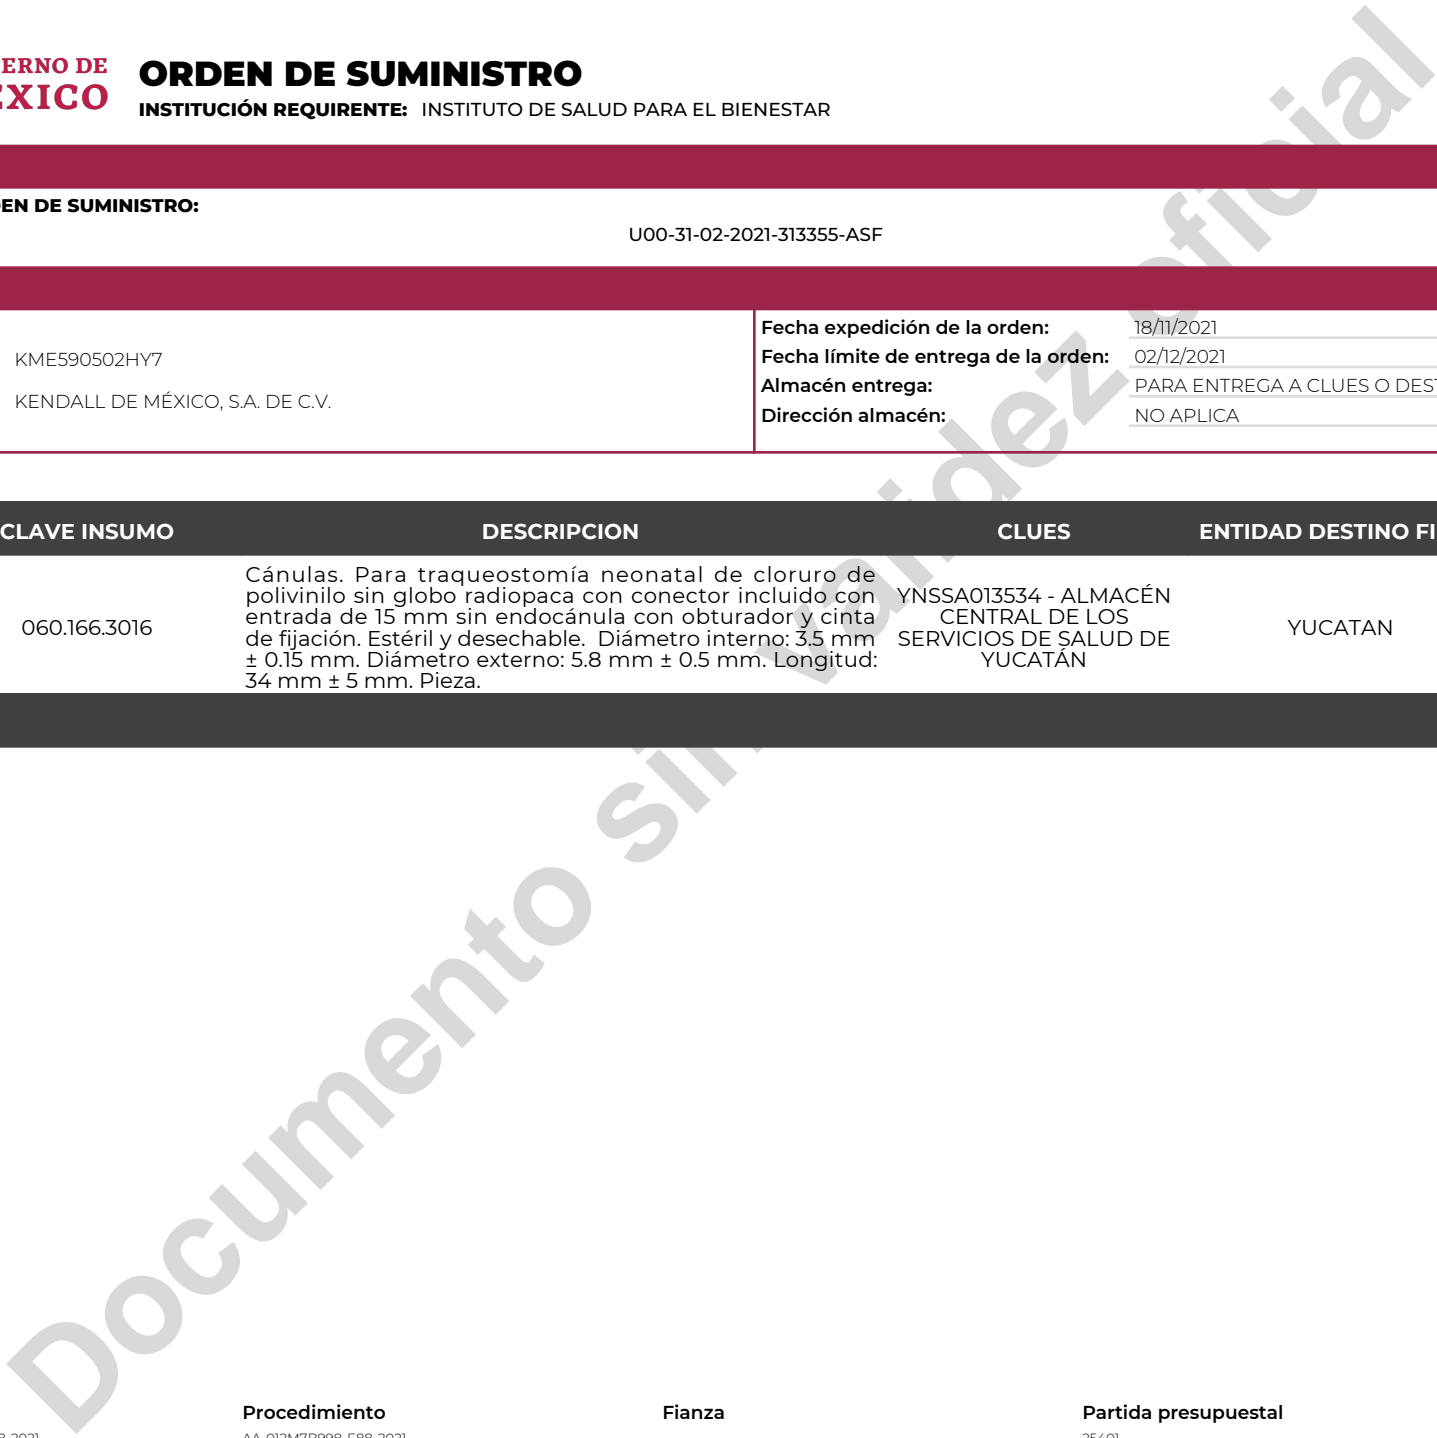 ERNO DE
ORDEN DE SUMINISTRO
XICO
INSTITUCIÓN REQUIRENTE: INSTITUTO DE SALUD PARA EL BIENESTAR
EN DE SUMINISTRO:
U00-31-02-2021-313355-ASF
Fecha expedición de la orden: 18/11/2021
KME590502HY7
Fecha límite de entrega de la orden: 02/12/2021
Almacén entrega: PARA ENTREGA A CLUES O DEST
KENDALL DE MÉXICO, S.A. DE C.V.
Dirección almacén: NO APLICA
CLAVE INSUMO DESCRIPCION CLUES ENTIDAD DESTINO FI
060.166.3016
Cánulas. Para traqueostomía neonatal de cloruro de
polivinilo sin globo radiopaca con conector incluido con
entrada de 15 mm sin endocánula con obturador y cinta
de fijación. Estéril y desechable. Diámetro interno: 3.5 mm
± 0.15 mm. Diámetro externo: 5.8 mm ± 0.5 mm. Longitud:
34 mm ± 5 mm. Pieza.
YNSSA013534 - ALMACÉN
CENTRAL DE LOS
SERVICIOS DE SALUD DE
YUCATÁN
YUCATAN
Documento sin validez oficial
Procedimiento Fianza Partida presupuestal